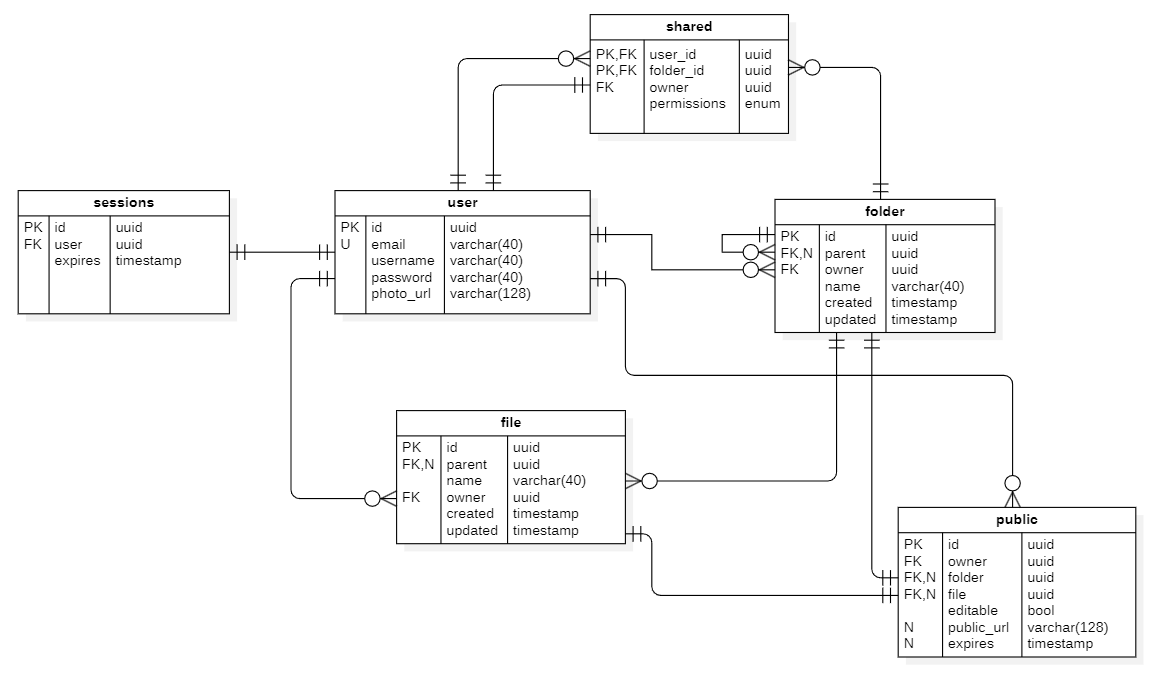 shared
PK,FK user_id uuid
PK,FK folder_id uuid
FK owner uuid
permissions enum
sessions
PK id uuid
FK user uuid
expires timestamp
user
PK id uuid
U email varchar(40)
username varchar(40)
password varchar(40)
photo_url varchar(128)
folder
PK id uuid
FK,N parent uuid
FK owner uuid
name varchar(40)
created timestamp
updated timestamp
file
PK id uuid
FK,N parent uuid
name varchar(40)
FK owner uuid
created timestamp
updated timestamp
public
PK id uuid
FK owner uuid
FK,N folder uuid
FK,N file uuid
editable bool
N public_url varchar(128)
N expires timestamp